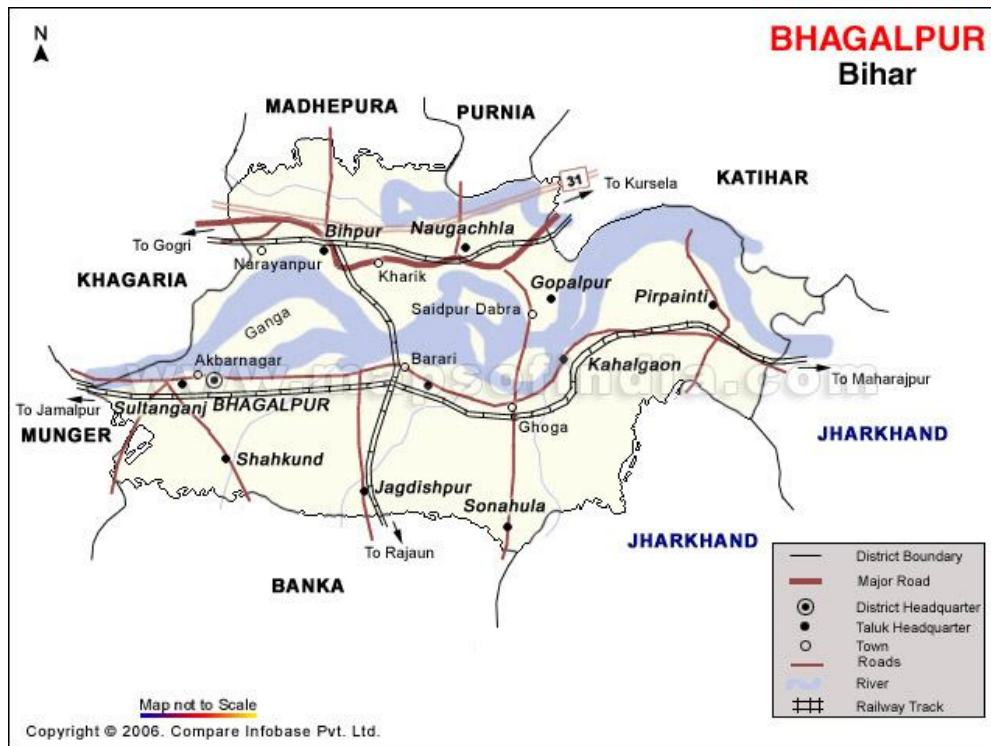 N
BHAGALPUR
Bihar
MADHEPURA
PURNIA
31
To Kursela
KATIHAR
Bihpur
Naugachhla
To Gogri
Narayanpur
Kharik
KHAGARIA
Gopalpur
Pirpainti
Saidpur Dabra
Ganga
Akbarnagar
Barari
Kahalgaon
www.mapsofindia.com
To Maharajpur
To Jamalpur
Sultanganj
BHAGALPUR
Ghoga
MUNGER
JHARKHAND
Shahkund
Jagdishpur
Sonahula
JHARKHAND
To Rajaun
BANKA
District Boundary
Major Road
District Headquarter
Taluk Headquarter
Town
Roads
River
Railway Track
Map not to Scale
Copyright © 2006. Compare Infobase Pvt. Ltd.